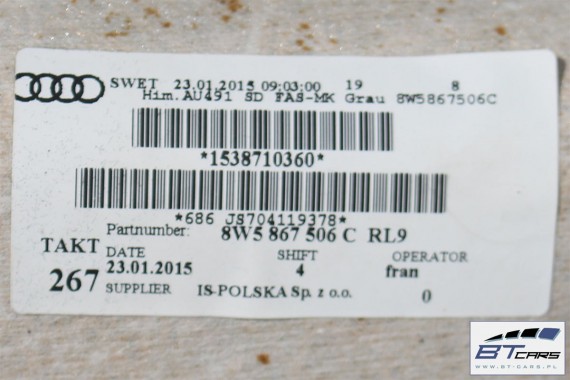 SWET 23.01.2015 09:03:00 19 8
Him.AU491 SD FAS-MK Grau 8W5867506C
*1538710360*
*686 JS704119378*
Partnumber: 8W5 867 506 C RL9
TAKT DATE SHIFT OPERATOR
267 23.01.2015 4 fran
SUPPLIER IS-POLSKA Sp. z o.o. 0
BTCARS
WWW.BT-CARS.PL